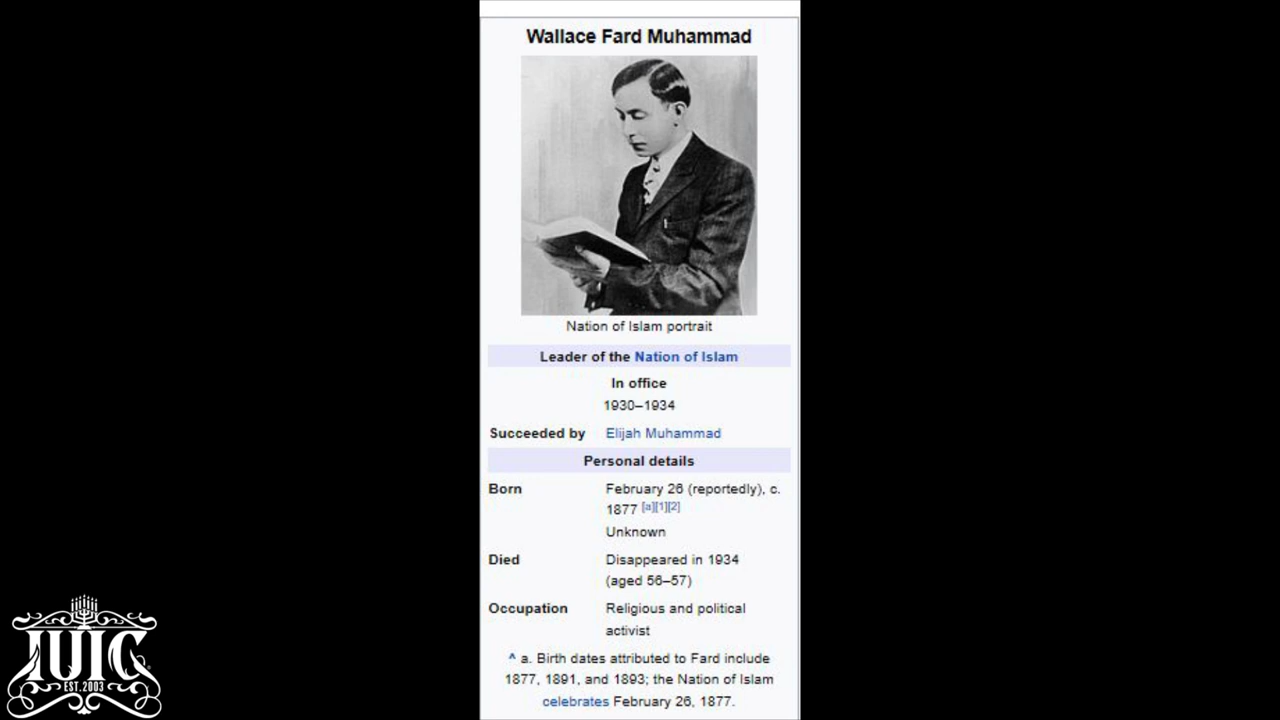 Wallace Fard Muhammad
Nation of Islam portrait
Leader of the Nation of Islam
In office
1930–1934
Succeeded by Elijah Muhammad
Personal details
Born February 26 (reportedly), c.
1877 [a][1][2]
Unknown
Died Disappeared in 1934
(aged 56–57)
Occupation Religious and political
activist
^ a. Birth dates attributed to Fard include
1877, 1891, and 1893; the Nation of Islam
celebrates February 26, 1877.
IUIC
EST. 2003